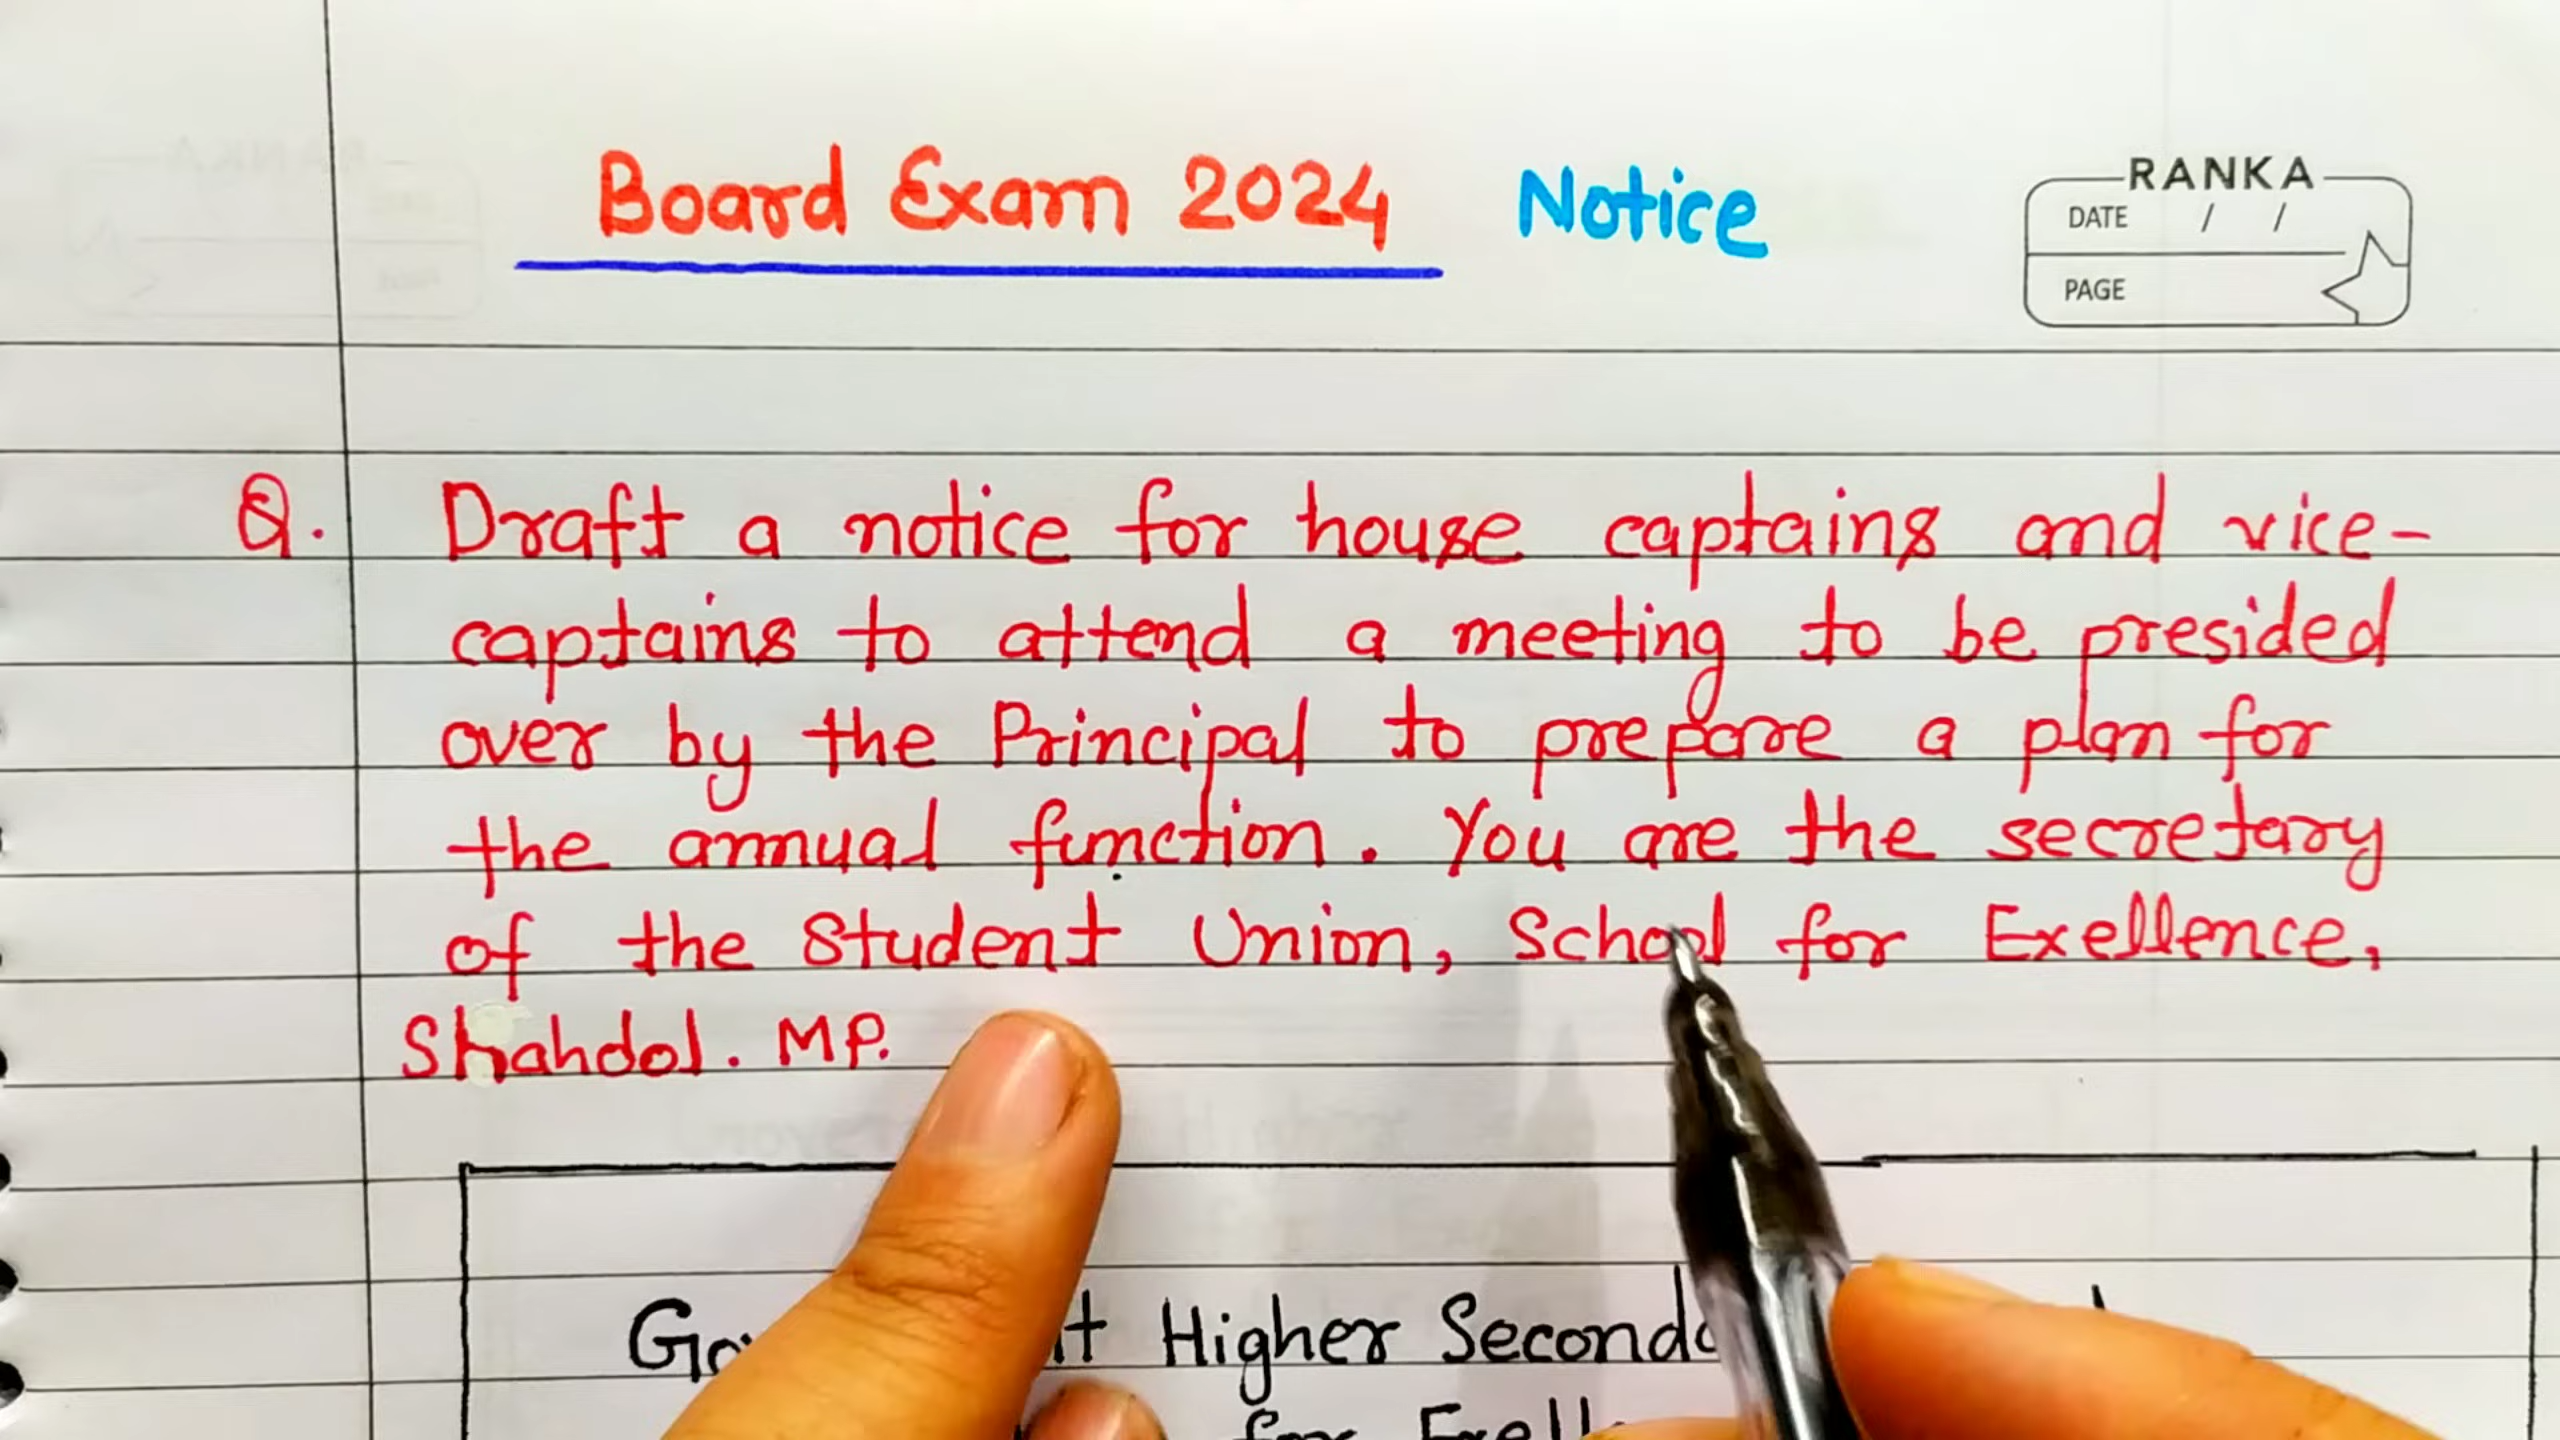 Board Exam 2024 Notice
RANKA
DATE / /
PAGE
Q. Draft a notice for house captains and vice-
captains to attend a meeting to be presided
over by the Principal to prepare a plan for
the annual function. You are the secretary
of the Student Union, School for Exellence,
Shahdol. MP.
Higher
for